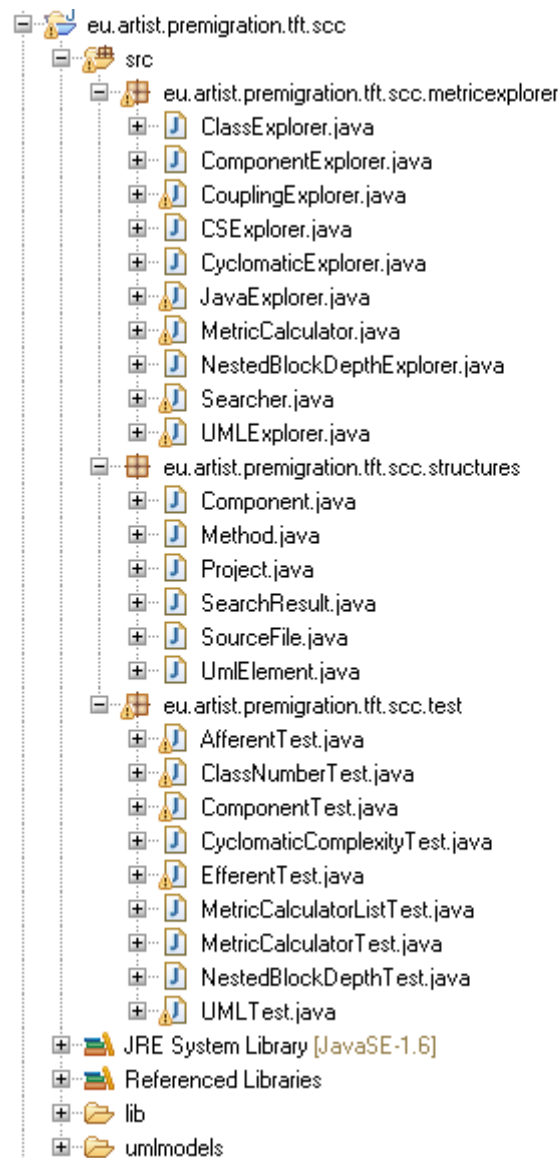 eu.artist.premigration.tft.scc
src
eu.artist.premigration.tft.scc.metricexplorer
ClassExplorer.java
ComponentExplorer.java
CouplingExplorer.java
CSExplorer.java
CyclomaticExplorer.java
JavaExplorer.java
MetricCalculator.java
NestedBlockDepthExplorer.java
Searcher.java
UMLExplorer.java
eu.artist.premigration.tft.scc.structures
Component.java
Method.java
Project.java
SearchResult.java
SourceFile.java
UmlElement.java
eu.artist.premigration.tft.scc.test
AfferentTest.java
ClassNumberTest.java
ComponentTest.java
CyclomaticComplexityTest.java
EfferentTest.java
MetricCalculatorListTest.java
MetricCalculatorTest.java
NestedBlockDepthTest.java
UMLTest.java
JRE System Library [JavaSE-1.6]
Referenced Libraries
lib
umlmodels